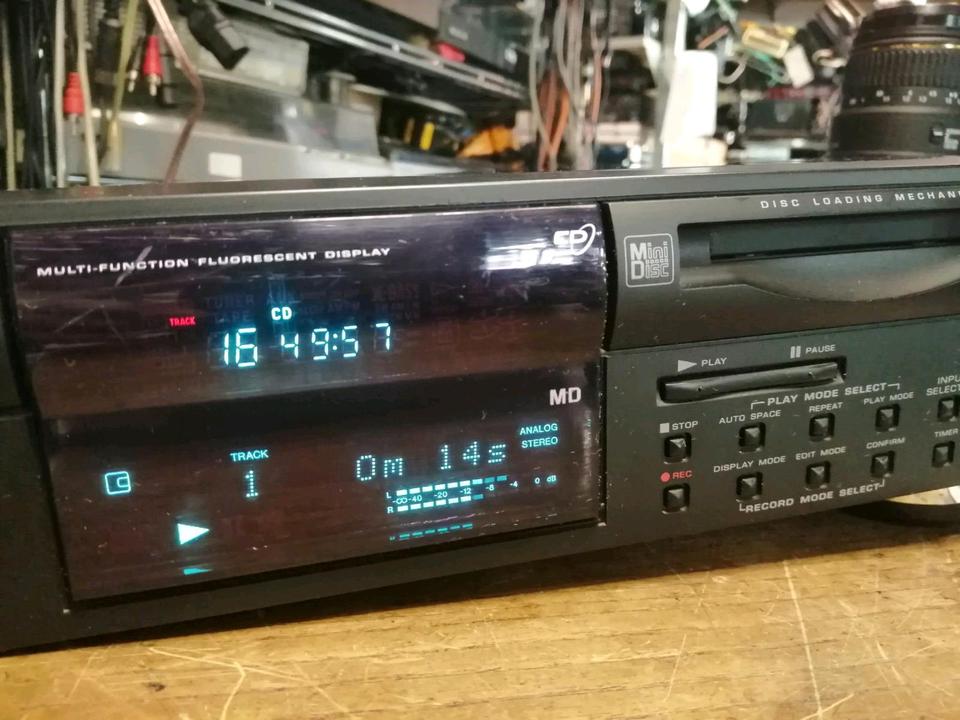 DISC LOADING MECHAN
MULTI-FUNCTION FLUORESCENT DISPLAY
Mini
Disc
TRACK
CD
16 49:57
MD
ANALOG
STEREO
TRACK
1
0m 14s
L
-∞ -40 -20 -12 -8 -4 0 dB
R
PLAY
PAUSE
PLAY MODE SELECT
STOP
AUTO SPACE
REPEAT
PLAY MODE
INPU
SELECT
REC
DISPLAY MODE
EDIT MODE
CONFIRM
TIMER
RECORD MODE SELECT